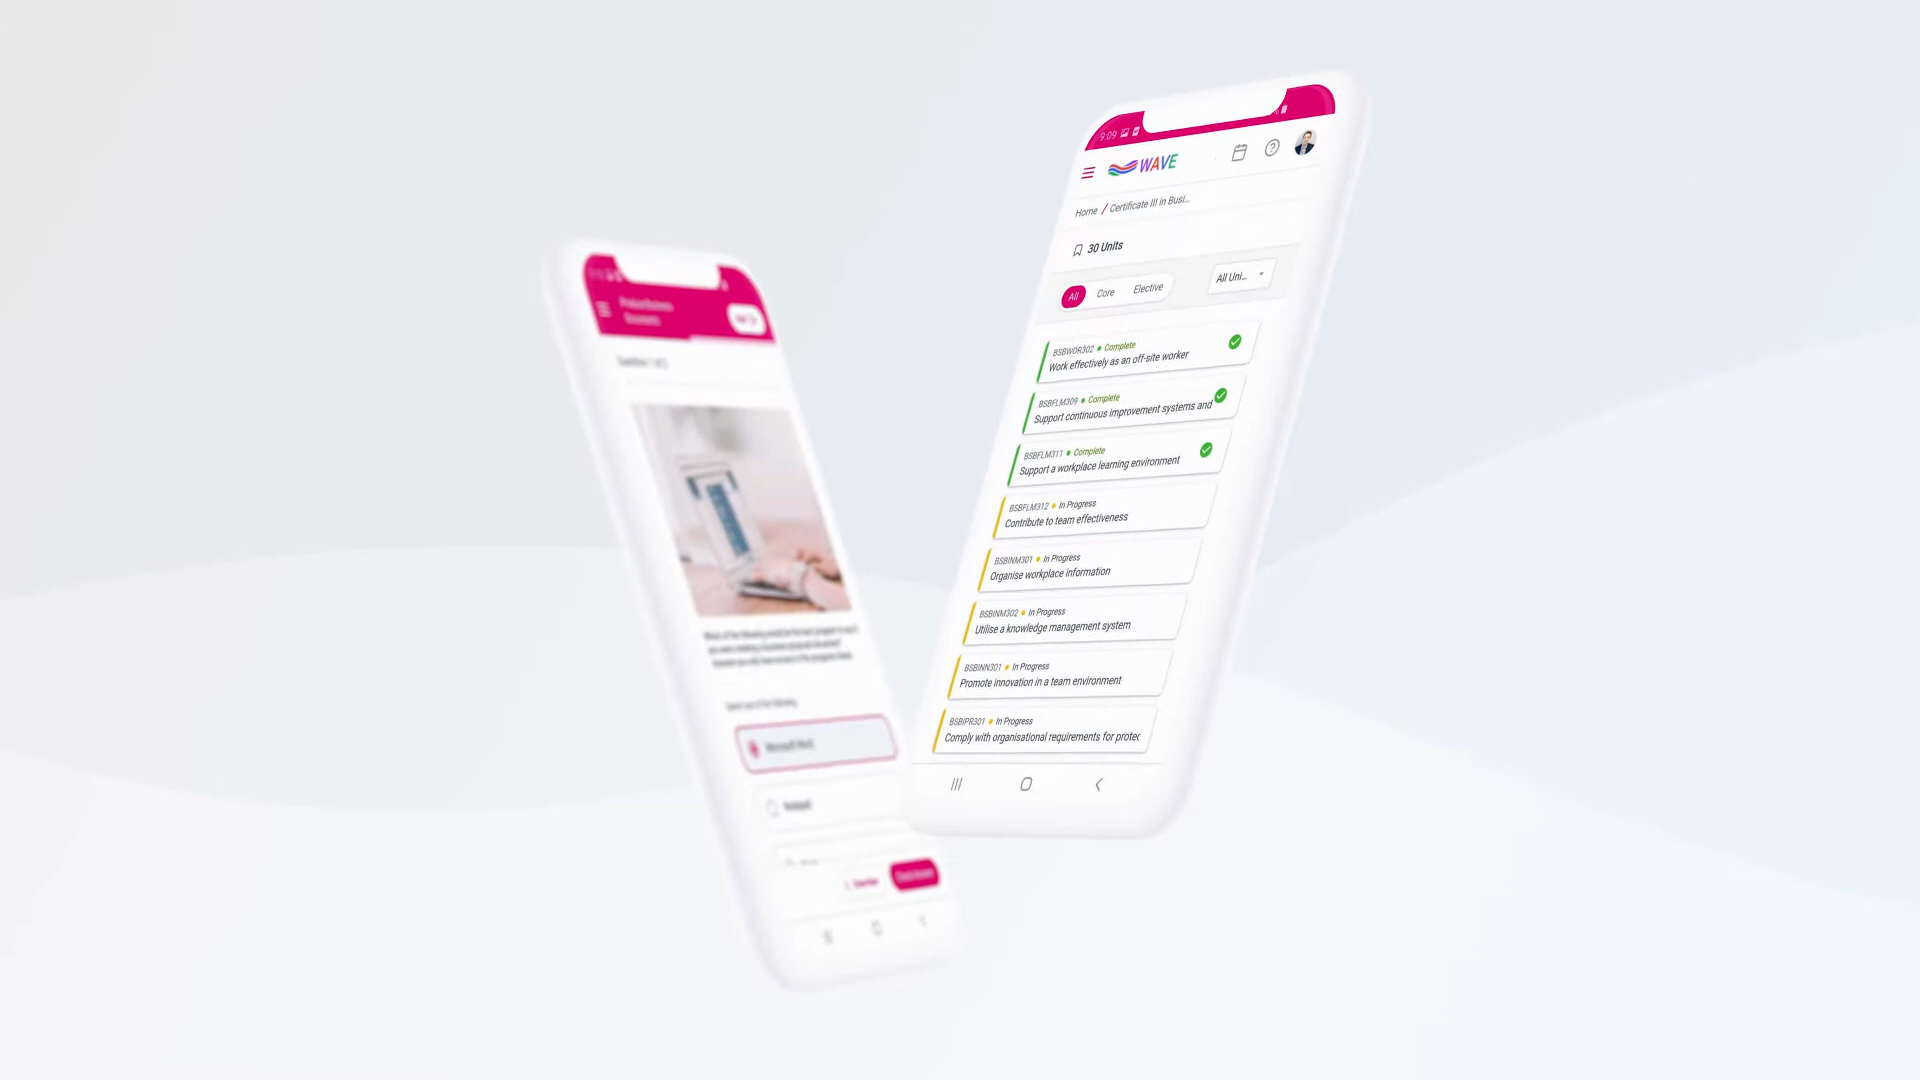 9:09
WAVE
Home / Certificate III in Busi...
30 Units
All Core Elective All Uni...
BSBWOR302 Complete
Work effectively as an off-site worker
BSBFLM309 Complete
Support continuous improvement systems and
BSBFLM311 Complete
Support a workplace learning environment
BSBFLM312 In Progress
Contribute to team effectiveness
BSBINM301 In Progress
Organise workplace information
BSBINM302 In Progress
Utilise a knowledge management system
BSBINN301 In Progress
Promote innovation in a team environment
BSBIPR301 In Progress
Comply with organisational requirements for protec
Microsoft Word
Notepad